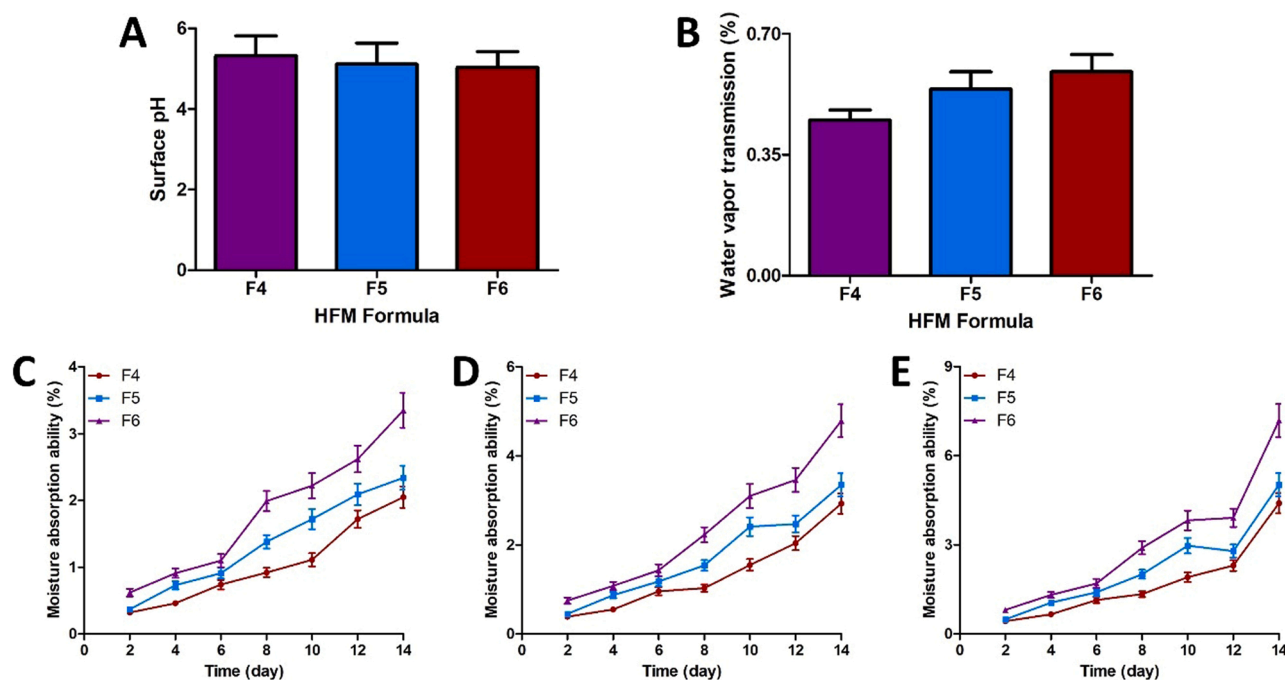 A
Surface pH
6
4
2
0
F4 F5 F6
HFM Formula
B
Water vapor transmission (%)
0.70
0.35
0.00
F4 F5 F6
HFM Formula
C
Moisture absorption ability (%)
4
3
2
1
0
F4
F5
F6
0 2 4 6 8 10 12 14
Time (day)
D
Moisture absorption ability (%)
6
4
2
0
F4
F5
F6
0 2 4 6 8 10 12 14
Time (day)
E
Moisture absorption ability (%)
9
6
3
0
F4
F5
F6
0 2 4 6 8 10 12 14
Time (day)